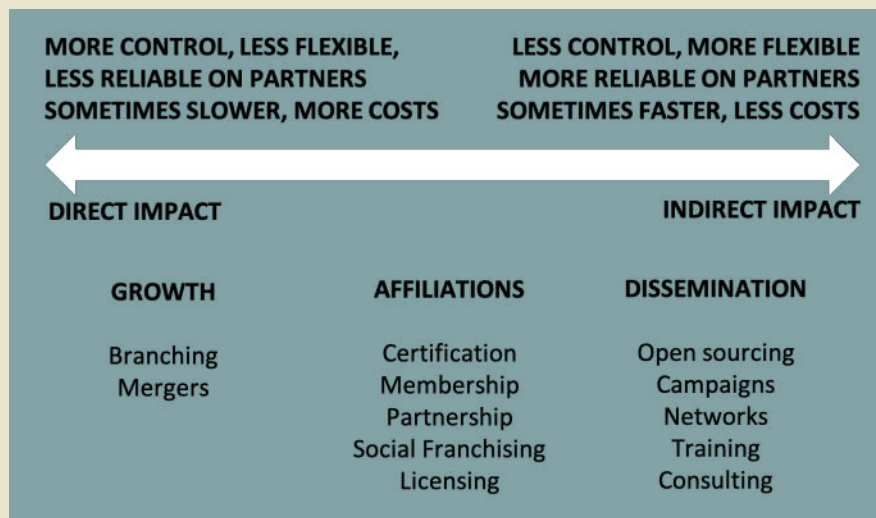 MORE CONTROL, LESS FLEXIBLE,
LESS RELIABLE ON PARTNERS
SOMETIMES SLOWER, MORE COSTS
LESS CONTROL, MORE FLEXIBLE
MORE RELIABLE ON PARTNERS
SOMETIMES FASTER, LESS COSTS
DIRECT IMPACT
INDIRECT IMPACT
GROWTH
Branching
Mergers
AFFILIATIONS
Certification
Membership
Partnership
Social Franchising
Licensing
DISSEMINATION
Open sourcing
Campaigns
Networks
Training
Consulting